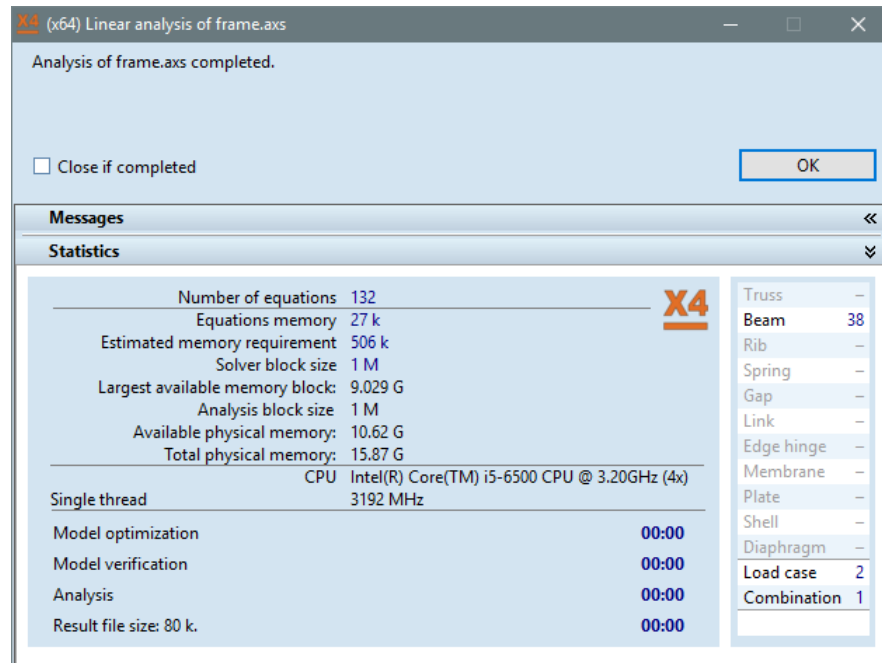 X4 (x64) Linear analysis of frame.axs
Analysis of frame.axs completed.
Close if completed
OK
Messages
Statistics
Number of equations 132
Equations memory 27 k
Estimated memory requirement 506 k
Solver block size 1 M
Largest available memory block: 9.029 G
Analysis block size 1 M
Available physical memory: 10.62 G
Total physical memory: 15.87 G
CPU Intel(R) Core(TM) i5-6500 CPU @ 3.20GHz (4x)
Single thread 3192 MHz
Model optimization 00:00
Model verification 00:00
Analysis 00:00
Result file size: 80 k. 00:00
X4
Truss –
Beam 38
Rib –
Spring –
Gap –
Link –
Edge hinge –
Membrane –
Plate –
Shell –
Diaphragm –
Load case 2
Combination 1